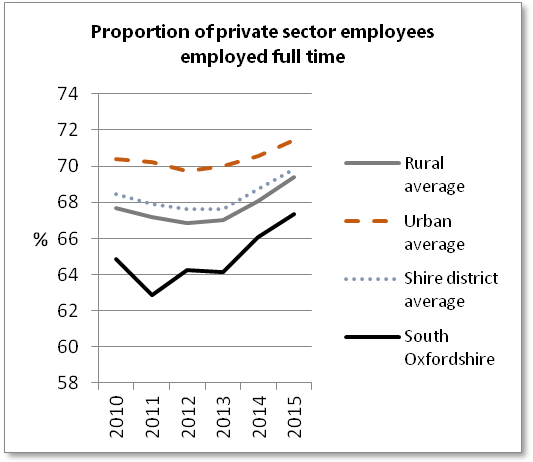 Proportion of private sector employees
employed full time
74
72
70
68
66
64
62
60
58
%
2010
2011
2012
2013
2014
2015
Rural
average
Urban
average
Shire district
average
South
Oxfordshire